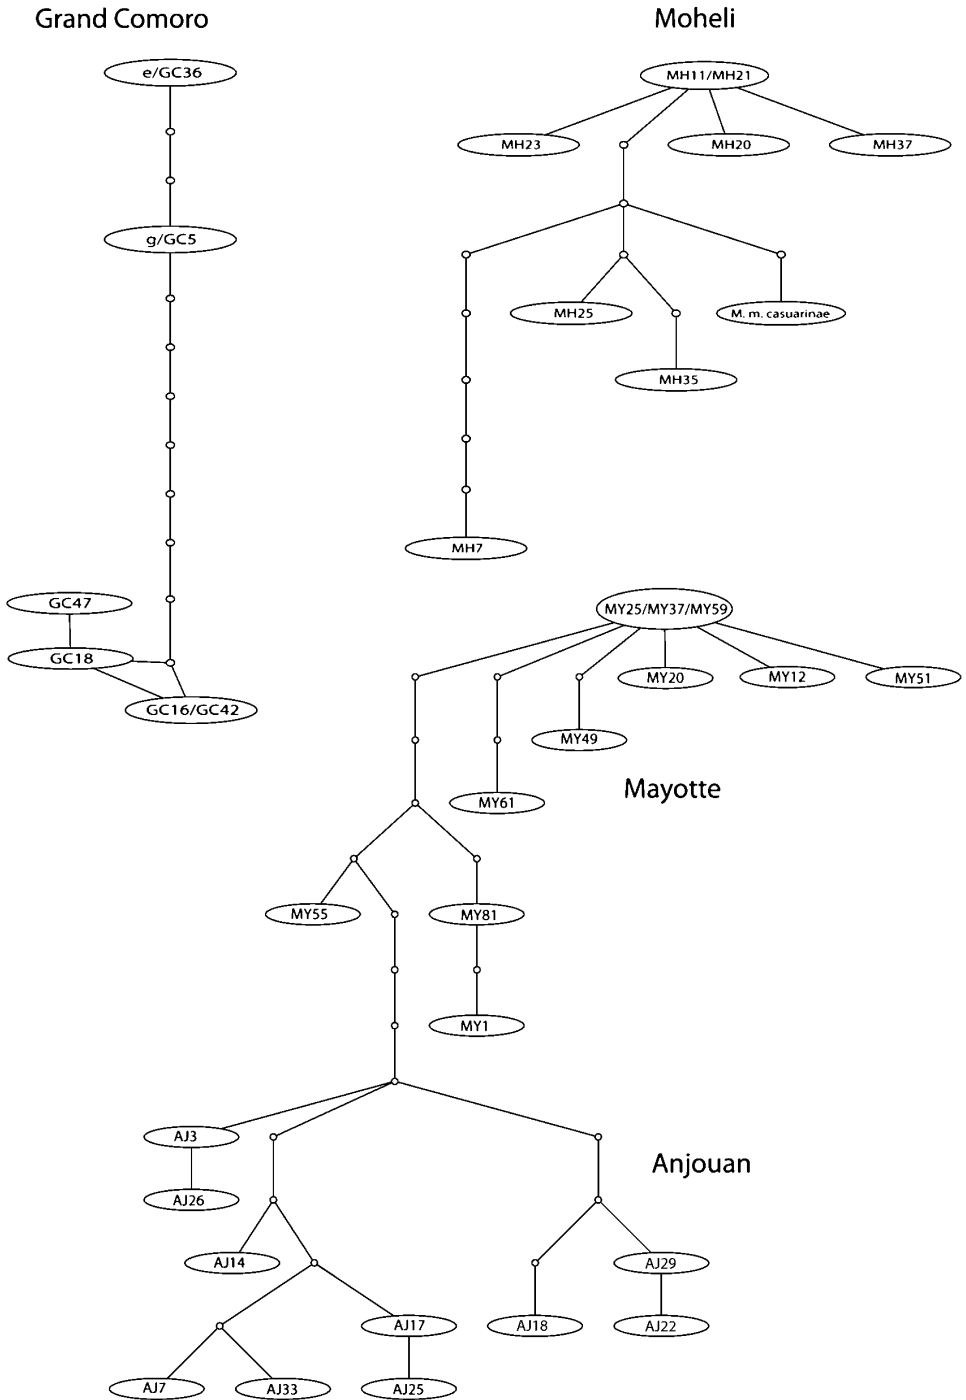 Grand Comoro
Moheli
e/GC36
MH11/MH21
MH23
MH20
MH37
g/GC5
MH25
M. m. casuarinae
MH35
MH7
GC47
MY25/MY37/MY59
GC18
MY20
MY12
MY51
GC16/GC42
MY49
Mayotte
MY61
MY55
MY81
MY1
AJ3
Anjouan
AJ26
AJ14
AJ29
AJ17
AJ18
AJ22
AJ7
AJ33
AJ25